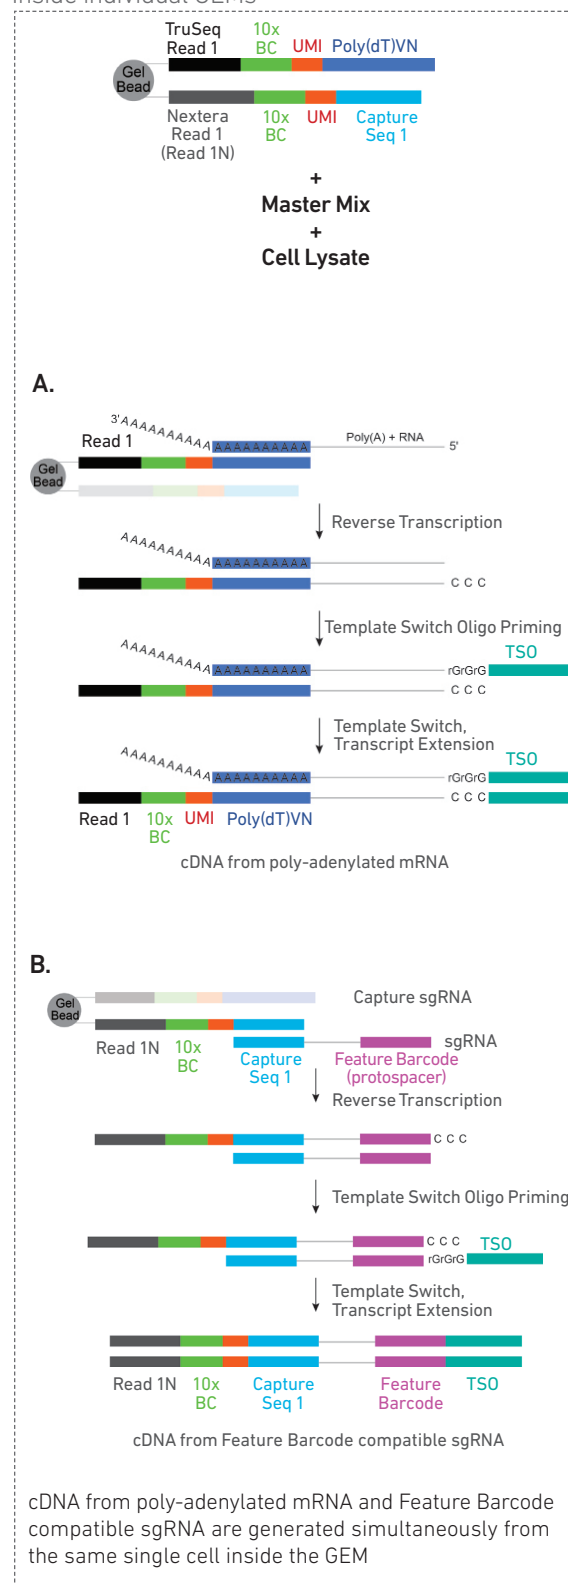 inside individual GEMs
TruSeq
Read 1
10x
BC
UMI
Poly(dT)VN
Gel
Bead
Nextera
Read 1
(Read 1N)
10x
BC
UMI
Capture
Seq 1
+
Master Mix
+
Cell Lysate
A.
3'AAAAAAAAAA AAAAAAAAAA
Poly(A) + RNA
5'
Read 1
Gel
Bead
Reverse Transcription
AAAAAAAAAA AAAAAAAAAA
C C C
Template Switch Oligo Priming
TSO
AAAAAAAAAA AAAAAAAAAA
rGrGrG
C C C
Template Switch,
Transcript Extension
TSO
AAAAAAAAAA AAAAAAAAAA
rGrGrG
C C C
Read 1
10x
BC
UMI
Poly(dT)VN
cDNA from poly-adenylated mRNA
B.
Gel
Bead
Capture sgRNA
Read 1N
10x
BC
Capture
Seq 1
sgRNA
Feature Barcode
(protospacer)
Reverse Transcription
C C C
Template Switch Oligo Priming
C C C
TSO
rGrGrG
Template Switch,
Transcript Extension
Read 1N
10x
BC
Capture
Seq 1
Feature
Barcode
TSO
cDNA from Feature Barcode compatible sgRNA
cDNA from poly-adenylated mRNA and Feature Barcode
compatible sgRNA are generated simultaneously from
the same single cell inside the GEM